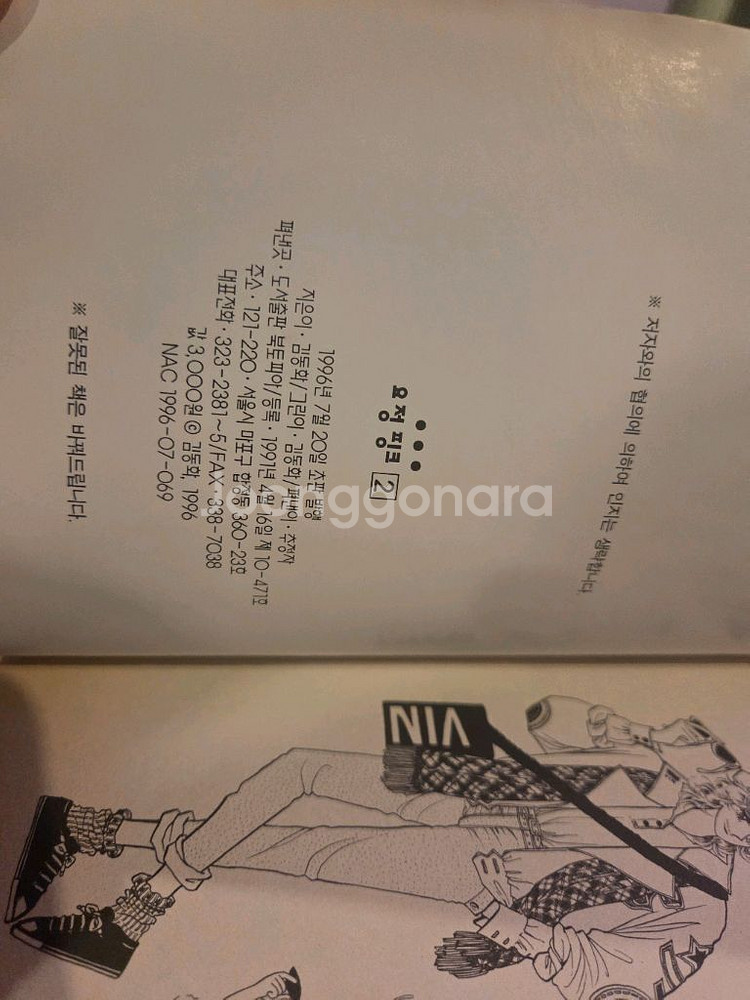 ※ 저자와의 협의에 의하여 인지는 생략합니다.
요정 핑크 2
1996년 7월 20일 초판 발행
지은이 · 김동화/그린이 · 김동화/펴낸이 ·
펴낸곳 · 도서출판 북토피아/등록 · 1991년 4월 16일 제 10-471호
주소 · 121-220 · 서울시 마포구 합정동 360-23호
대표전화 · 323-2381~5/FAX · 338-7038
값 3,000원 ⓒ 김동화, 1996
NAC 1996-07-069
※ 잘못된 책은 바꿔드립니다.
Joonggonara
NIV